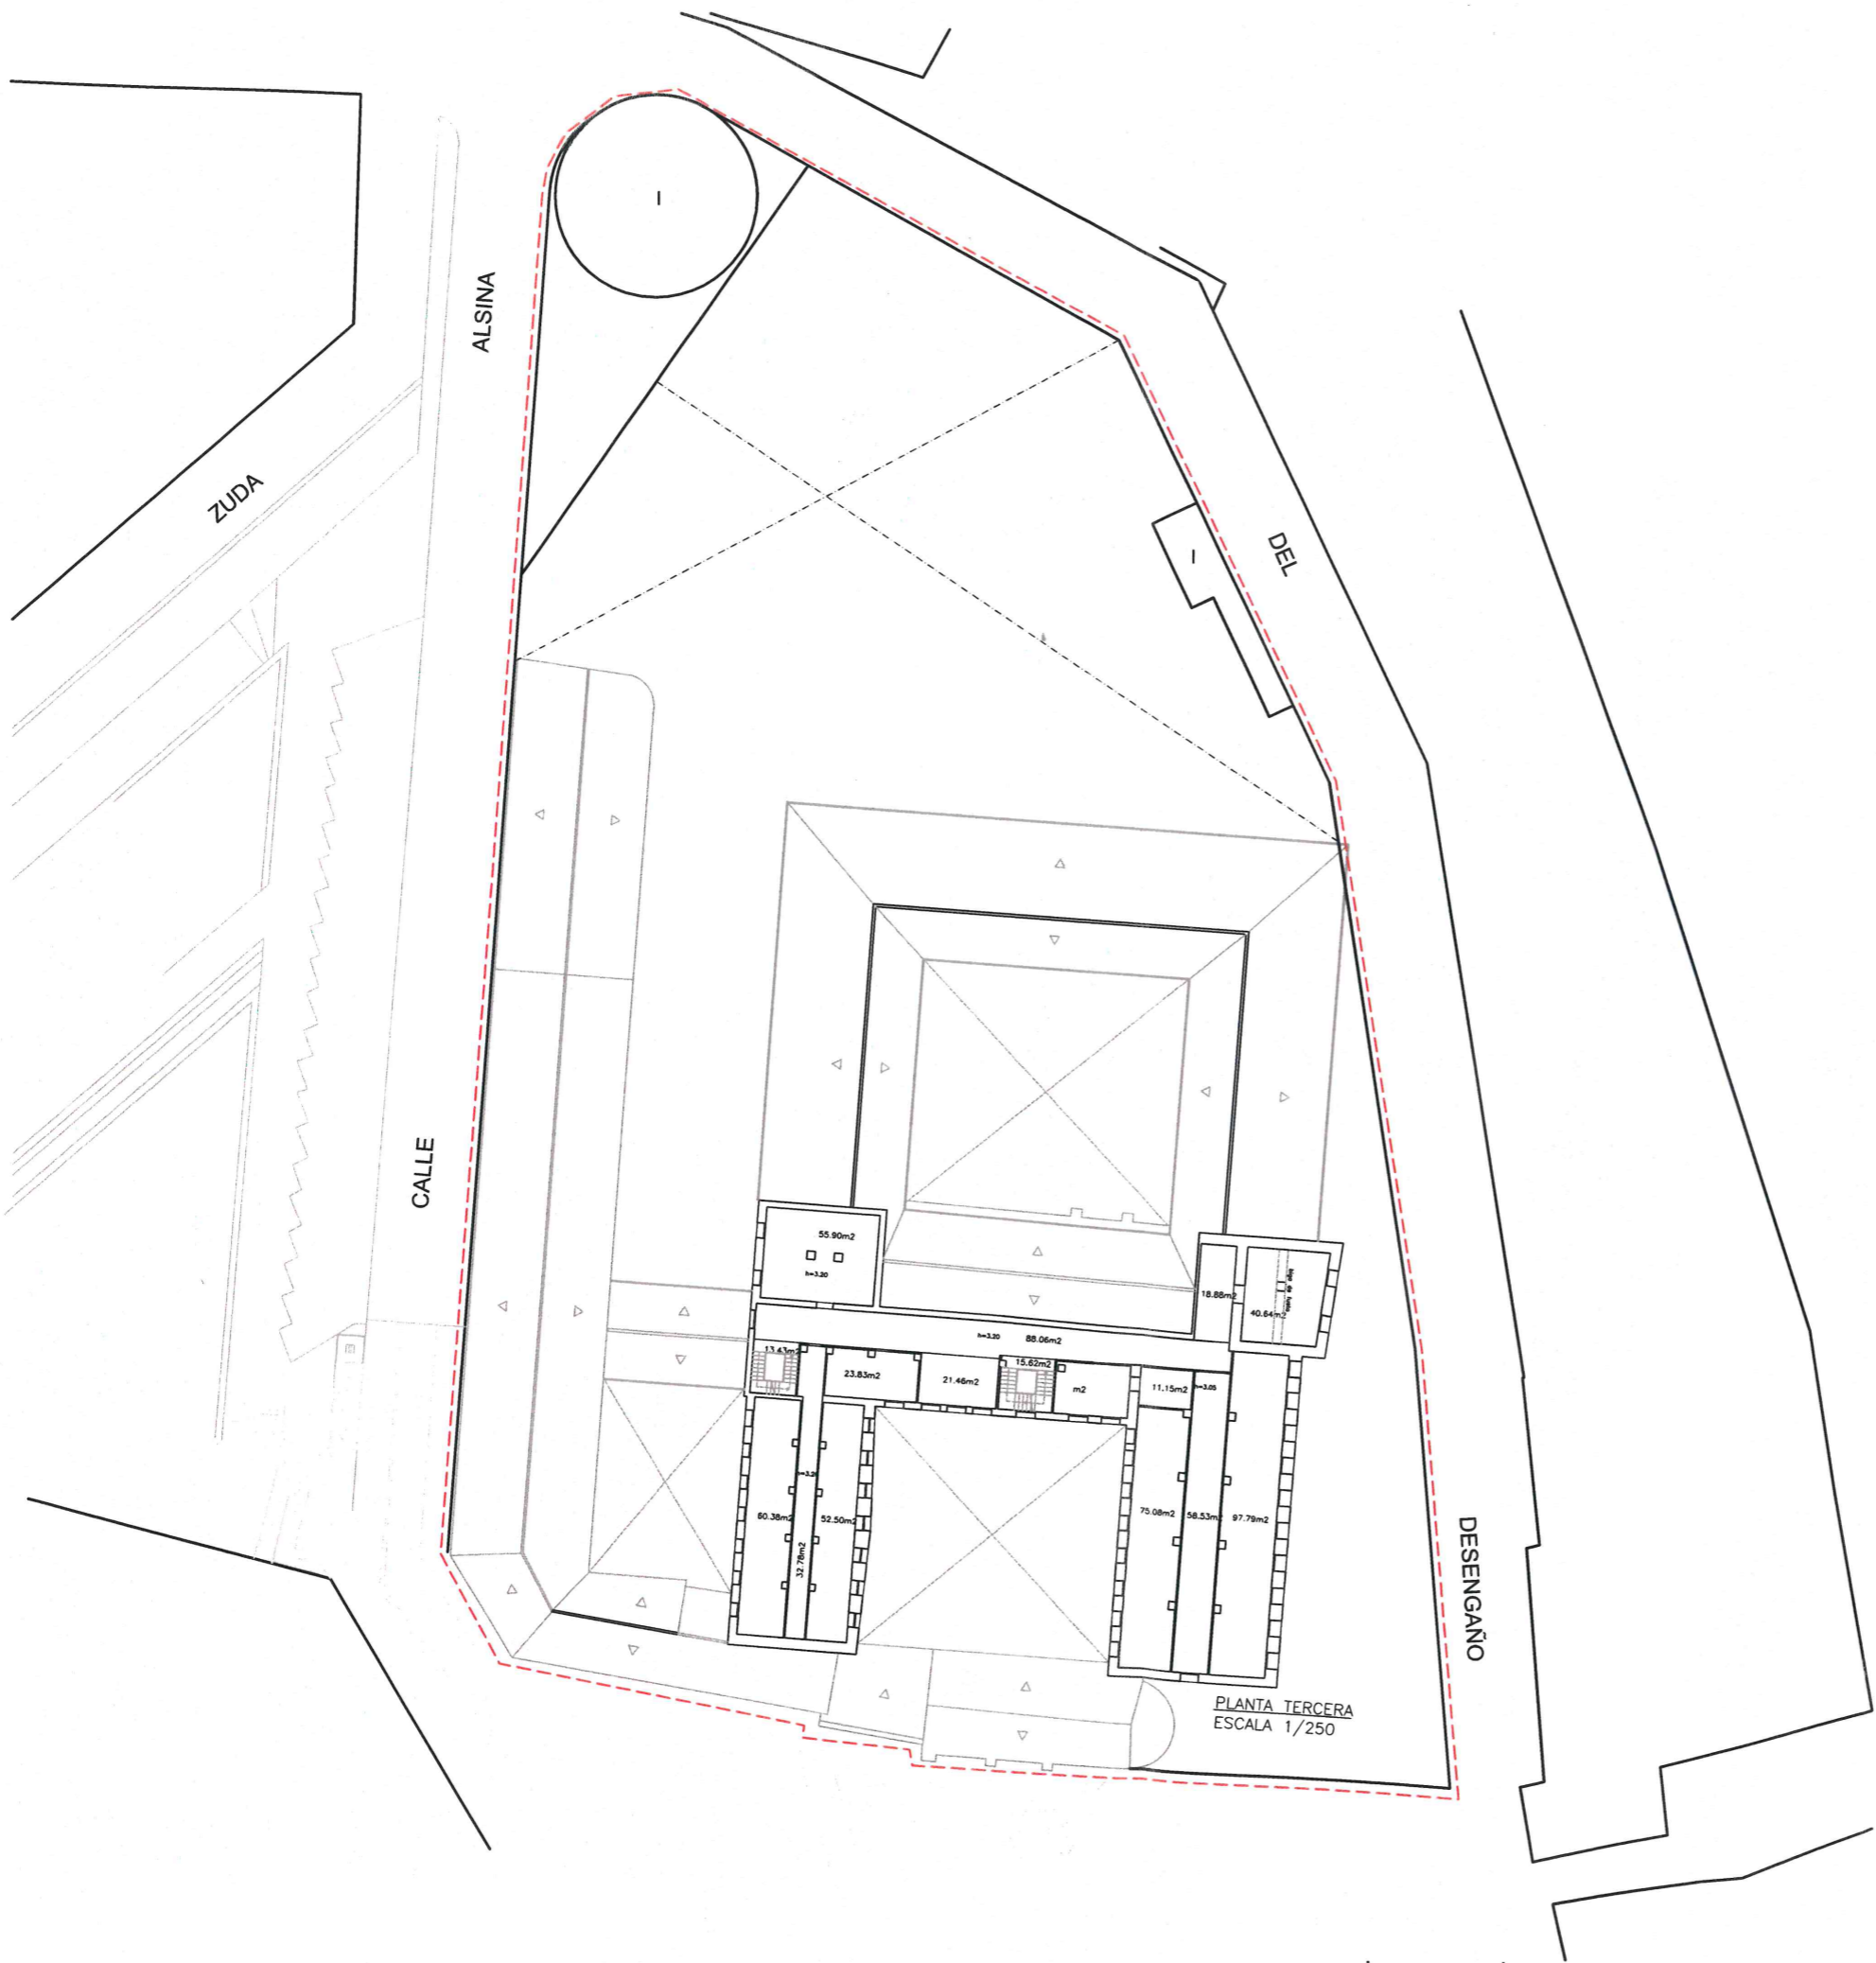 ALSINA
ZUDA
DEL
CALLE
55.90m2
h=3.20
18.88m2
40.64m2
h=3.20
88.06m2
13.43m2
15.62m2
23.83m2
21.46m2
m2
11.15m2
h=3.05
60.38m2
52.50m2
32.78m2
75.08m2
58.53m2
97.79m2
DESENGAÑO
PLANTA TERCERA
ESCALA 1/250